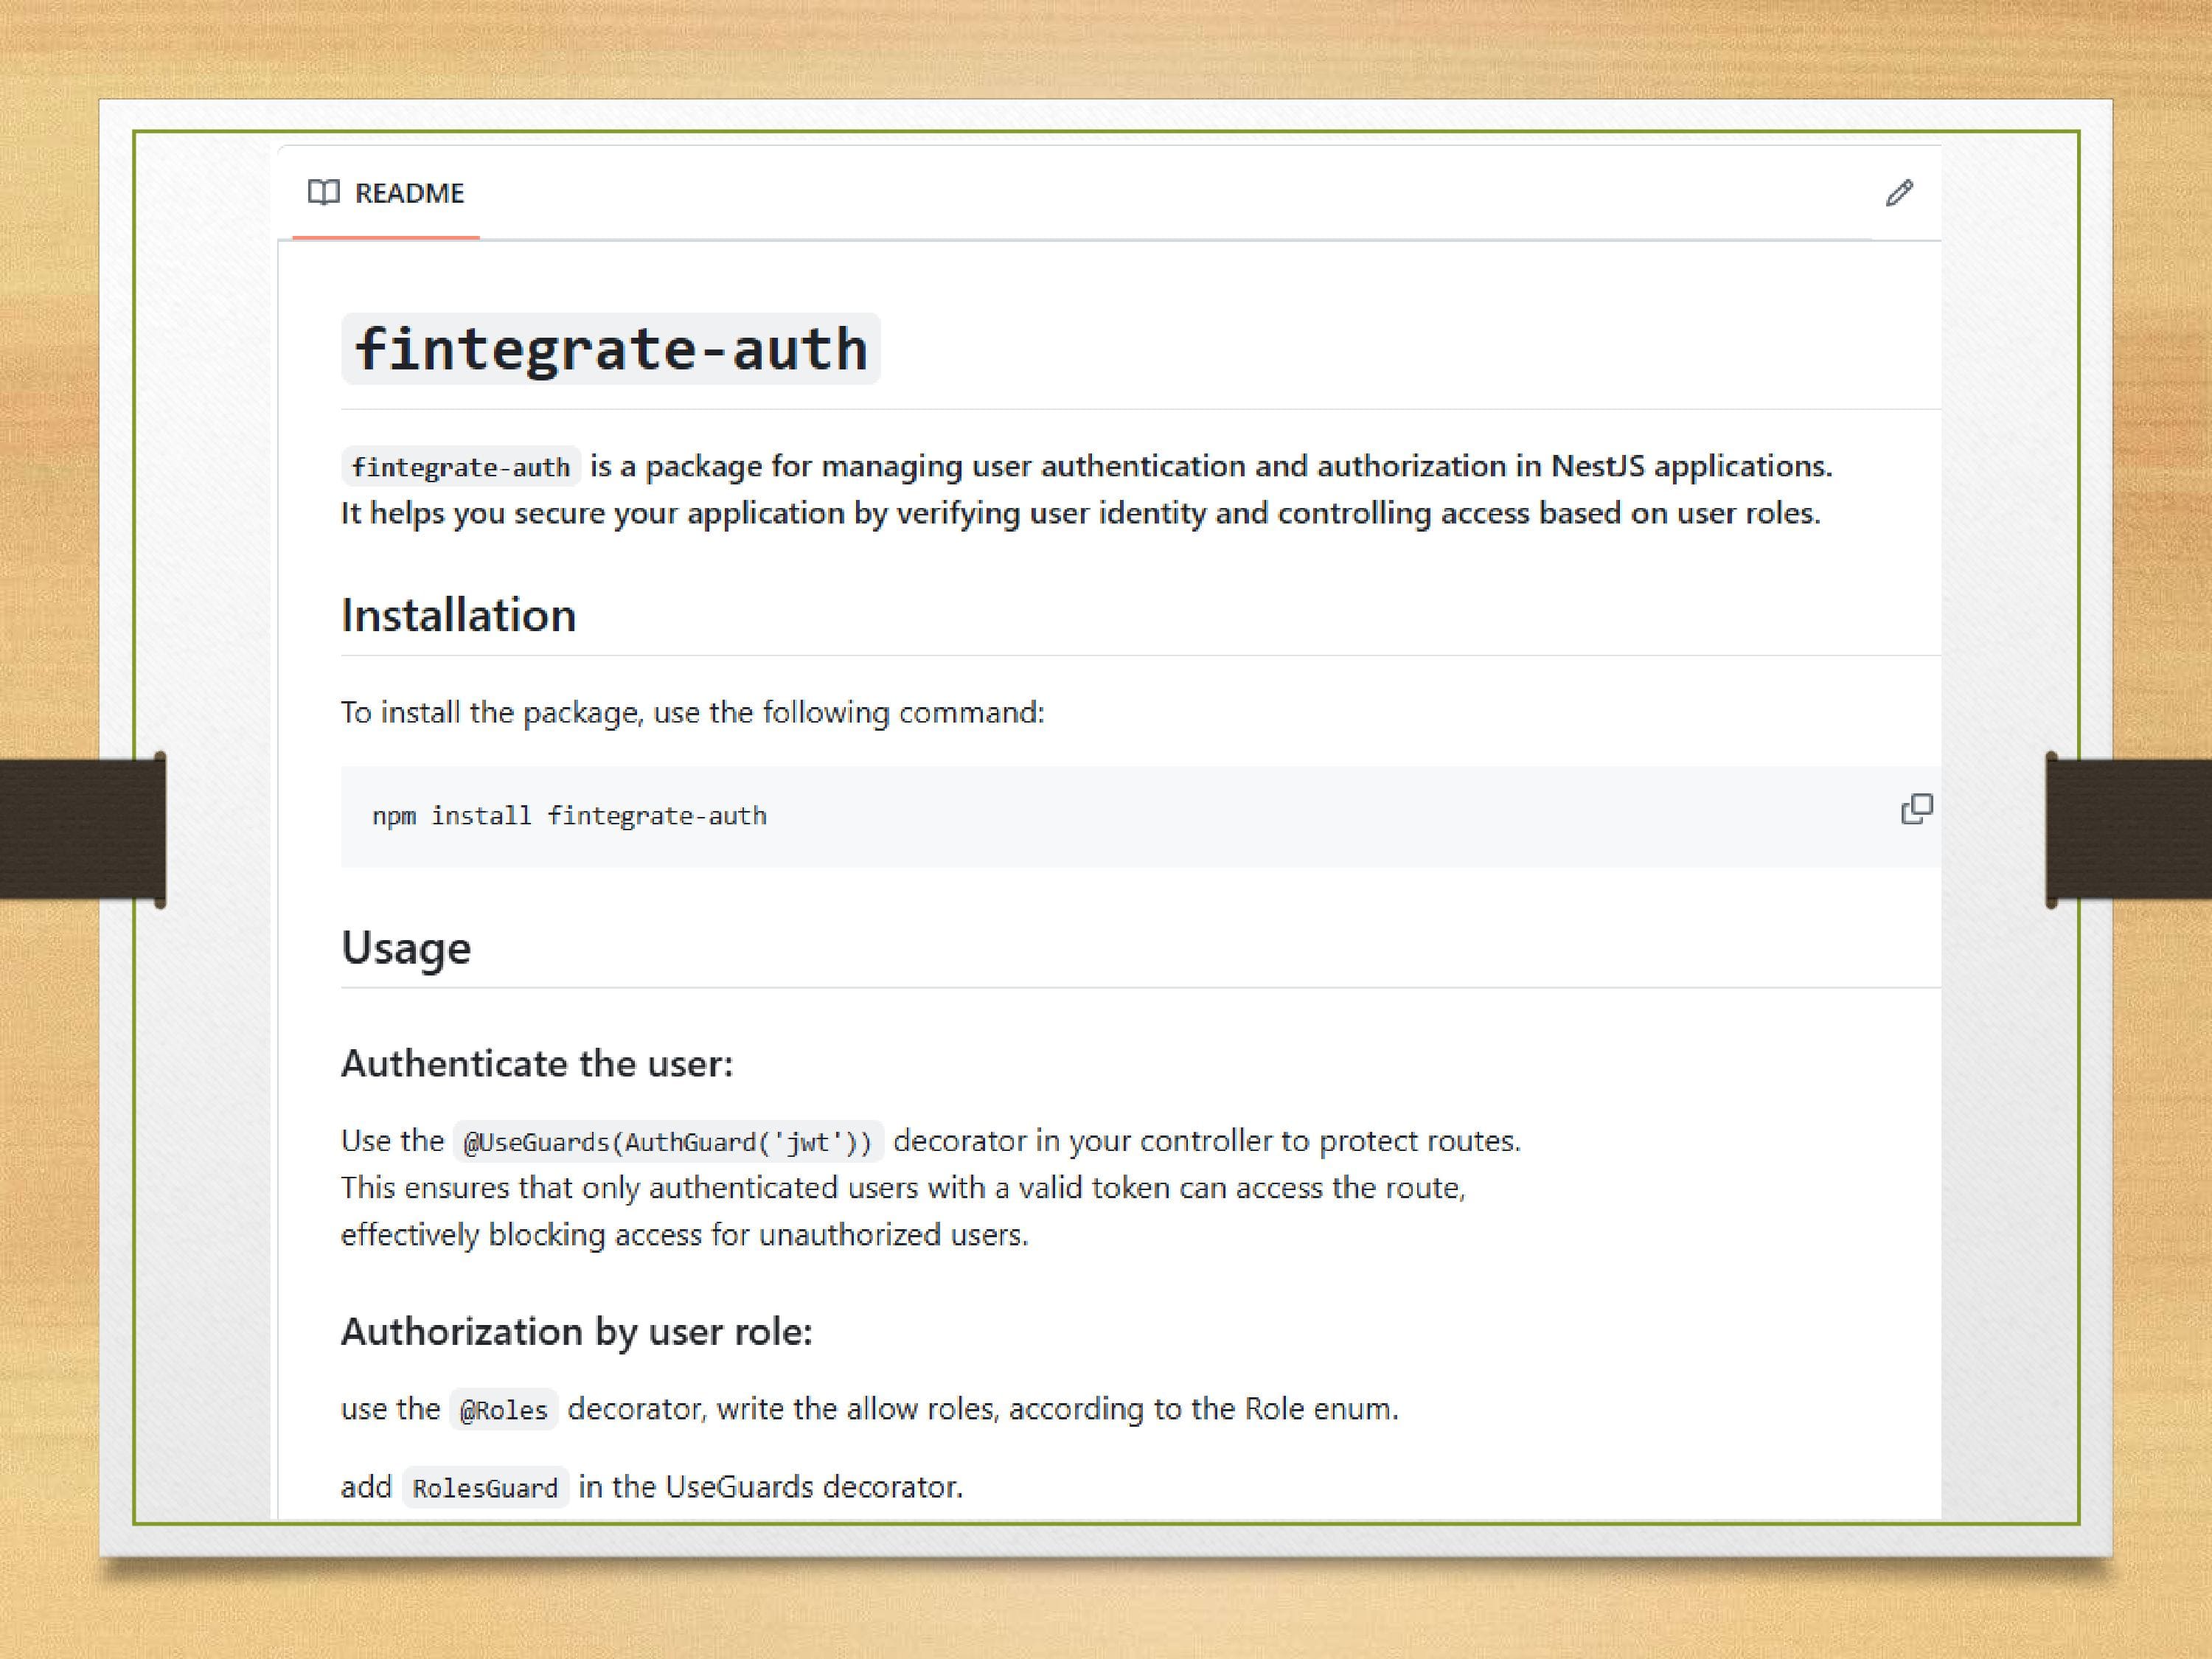 README
fintegrate-auth
fintegrate-auth is a package for managing user authentication and authorization in NestJS applications.
It helps you secure your application by verifying user identity and controlling access based on user roles.
Installation
To install the package, use the following command:
npm install fintegrate-auth
Usage
Authenticate the user:
Use the @UseGuards(AuthGuard('jwt')) decorator in your controller to protect routes.
This ensures that only authenticated users with a valid token can access the route,
effectively blocking access for unauthorized users.
Authorization by user role:
use the @Roles decorator, write the allow roles, according to the Role enum.
add RolesGuard in the UseGuards decorator.